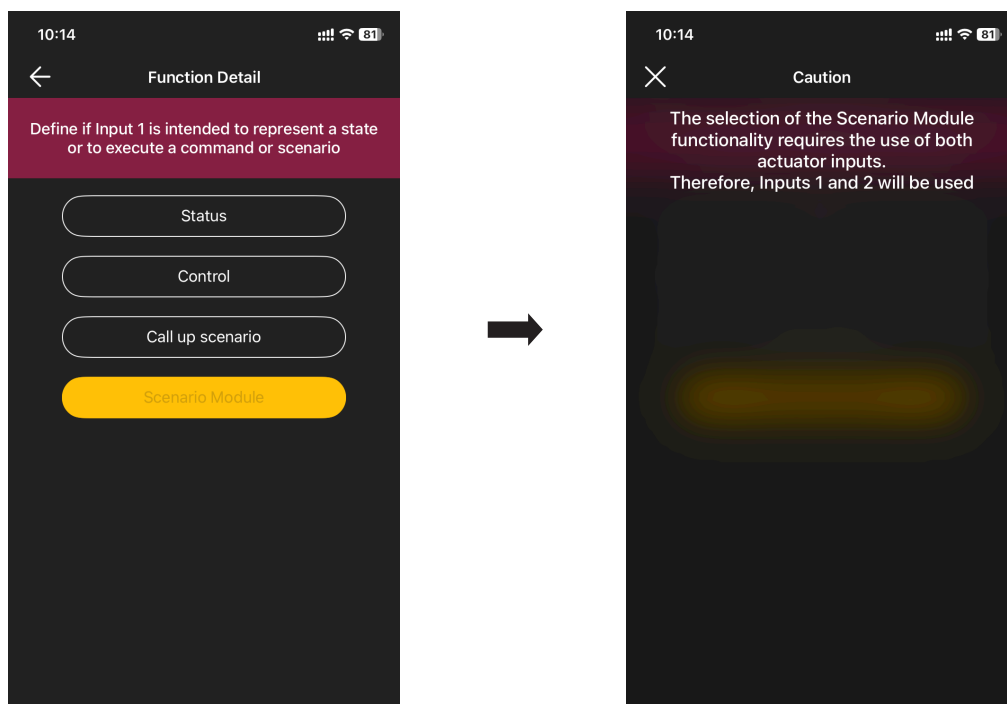 10:14
81
Function Detail
Define if Input 1 is intended to represent a state
or to execute a command or scenario
Status
Control
Call up scenario
Scenario Module
10:14
81
Caution
The selection of the Scenario Module
functionality requires the use of both
actuator inputs.
Therefore, Inputs 1 and 2 will be used